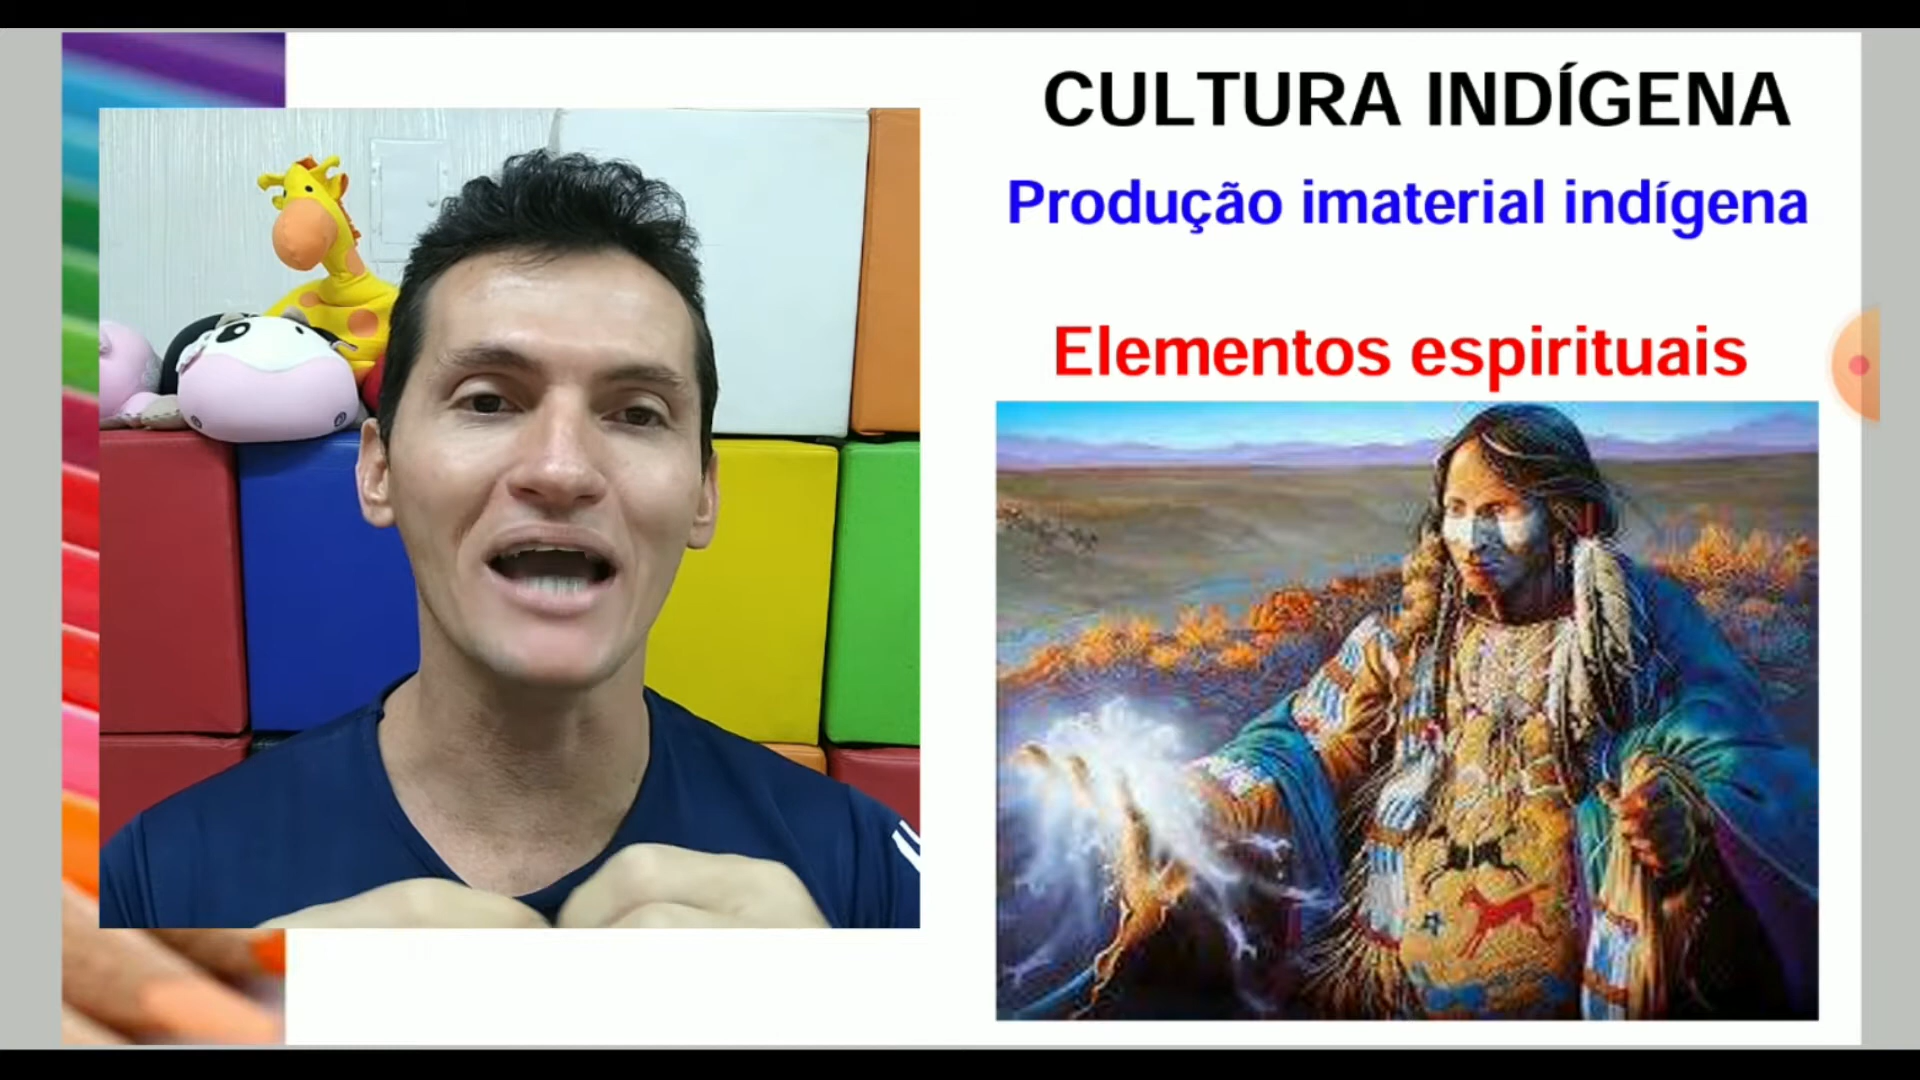 CULTURA INDÍGENA
Produção imaterial indígena
Elementos espirituais